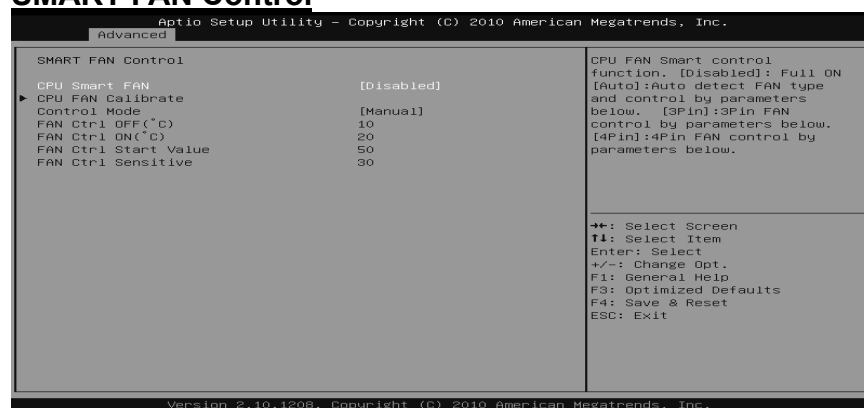 SMART FAN Control
Aptio Setup Utility – Copyright (C) 2010 American Megatrends, Inc.
Advanced
SMART FAN Control
CPU Smart FAN [Disabled]
▶ CPU FAN Calibrate
Control Mode [Manual]
FAN Ctrl OFF(°C) 10
FAN Ctrl ON(°C) 20
FAN Ctrl Start Value 50
FAN Ctrl Sensitive 30
CPU FAN Smart control
function. [Disabled]: Full ON
[Auto]:Auto detect FAN type
and control by parameters
below. [3Pin]:3Pin FAN
control by parameters below.
[4Pin]:4Pin FAN control by
parameters below.
→←: Select Screen
↑↓: Select Item
Enter: Select
+/-: Change Opt.
F1: General Help
F3: Optimized Defaults
F4: Save & Reset
ESC: Exit
Version 2.10.1208. Copyright (C) 2010 American Megatrends, Inc.